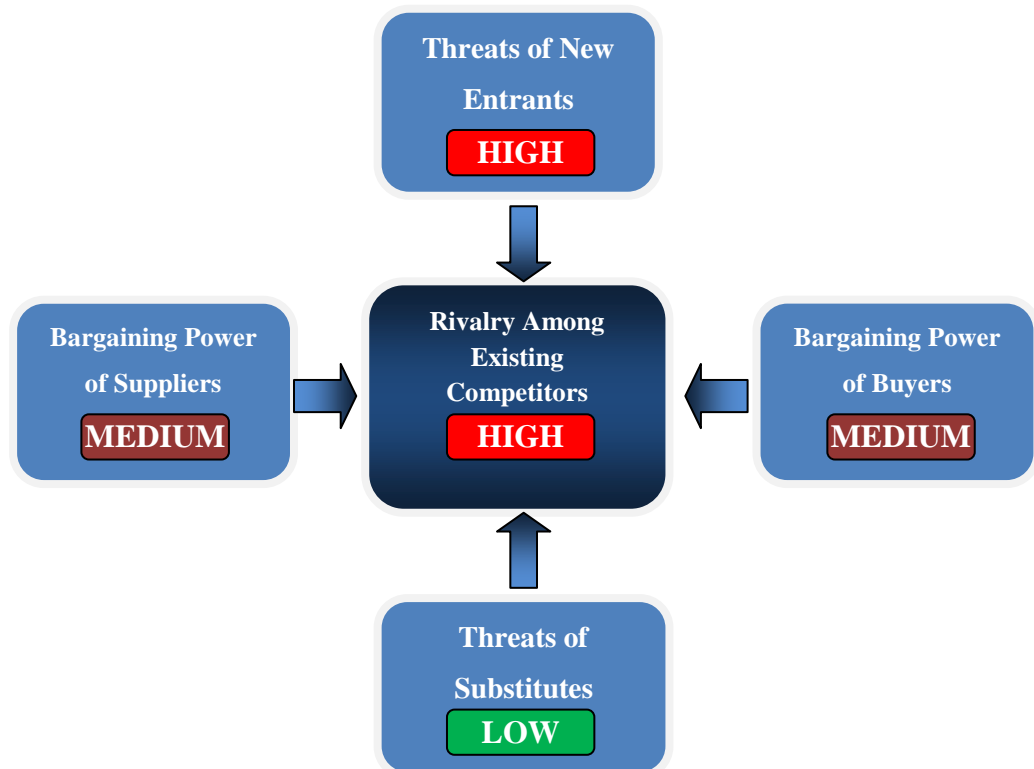 Threats of New
Entrants
HIGH
Bargaining Power
of Suppliers
MEDIUM
Rivalry Among
Existing
Competitors
HIGH
Bargaining Power
of Buyers
MEDIUM
Threats of
Substitutes
LOW